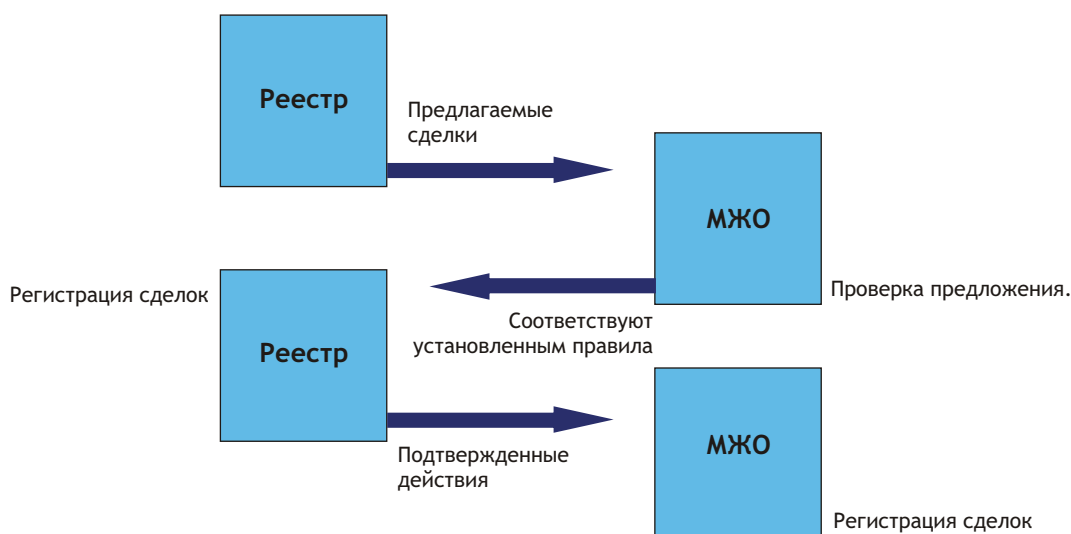 Реестр
Предлагаемые
сделки
МЖО
Регистрация сделок
Проверка предложения.
Соответствуют
установленным правила
Реестр
Подтвержденные
действия
МЖО
Регистрация сделок